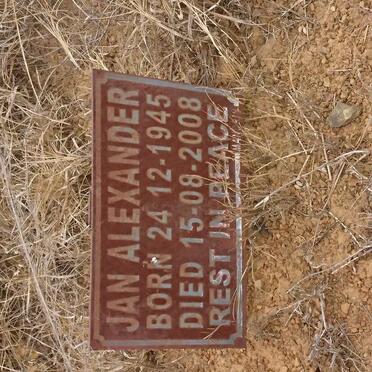 JAN ALEXANDER
BORN 24 12-1945
DIED 15-08-2008
REST IN PEACE